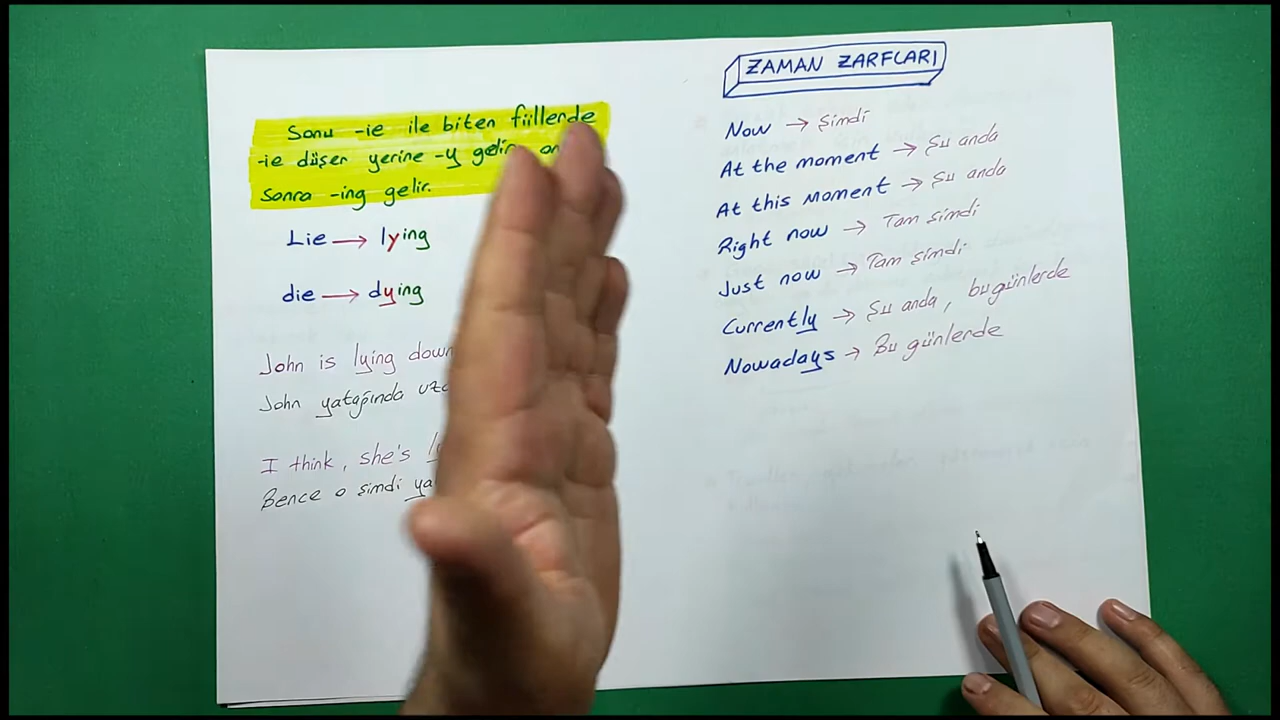 Sonu -ie ile biten fiillerde
-ie düşer yerine -y gelir
Sonra -ing gelir.
Lie → lying
die → dying
John is lying down
John yatağında
I think, she's
Bence o şimdi
ZAMAN ZARFLARI
Now → Şimdi
At the moment → Şu anda
At this Moment → Şu anda
Right now → Tam şimdi
Just now → Tam şimdi
Currently → Şu anda, bugünlerde
Nowadays → Bu günlerde